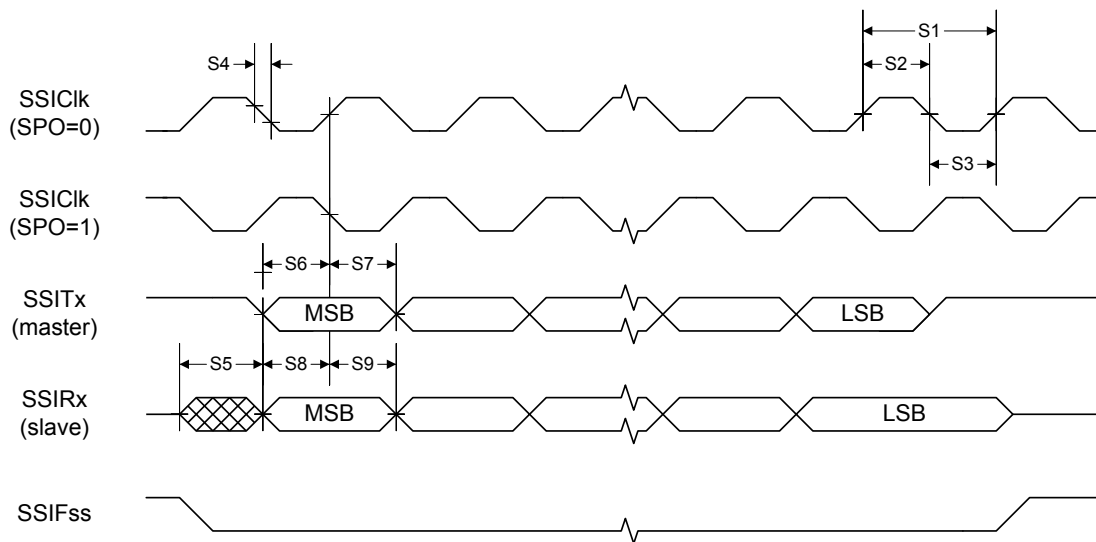 S1
S4
S2
SSIClk
(SPO=0)
S3
SSIClk
(SPO=1)
S6
S7
SSITx
(master)
MSB
LSB
S5
S8
S9
SSIRx
(slave)
MSB
LSB
SSIFss